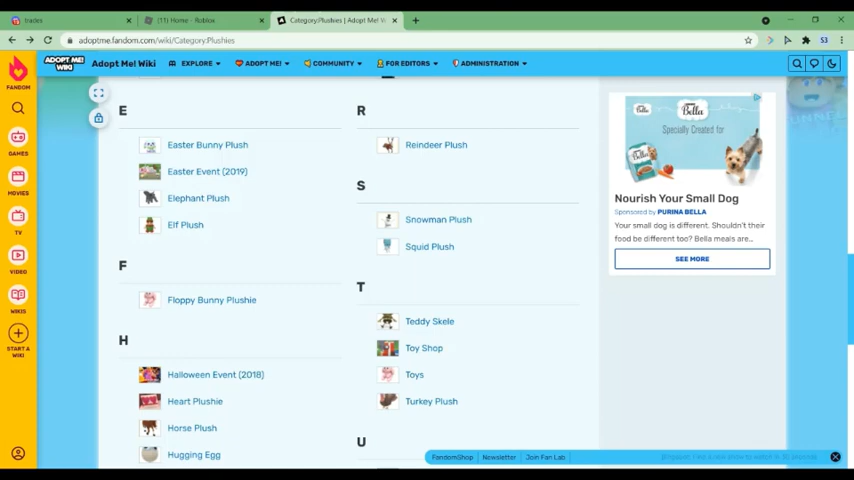 trades
(11) Home - Roblox
Category:Plushies | Adopt Me! W
adoptme.fandom.com/wiki/Category:Plushies
53
ADOPT ME! WIKI
Adopt Me! Wiki
EXPLORE
ADOPT ME!
COMMUNITY
FOR EDITORS
ADMINISTRATION
FANDOM
GAMES
MOVIES
TV
VIDEO
WIKIS
START A
WIKI
E
Easter Bunny Plush
Easter Event (2019)
Elephant Plush
Elf Plush
F
Floppy Bunny Plushie
H
Halloween Event (2018)
Heart Plushie
Horse Plush
Hugging Egg
R
Reindeer Plush
S
Snowman Plush
Squid Plush
T
Teddy Skele
Toy Shop
Toys
Turkey Plush
U
Bella
Specially Created for
Nourish Your Small Dog
Sponsored by PURINA BELLA
Your small dog is different. Shouldn't their
food be different too? Bella meals are...
SEE MORE
FandomShop
Newsletter
Join Fan Lab